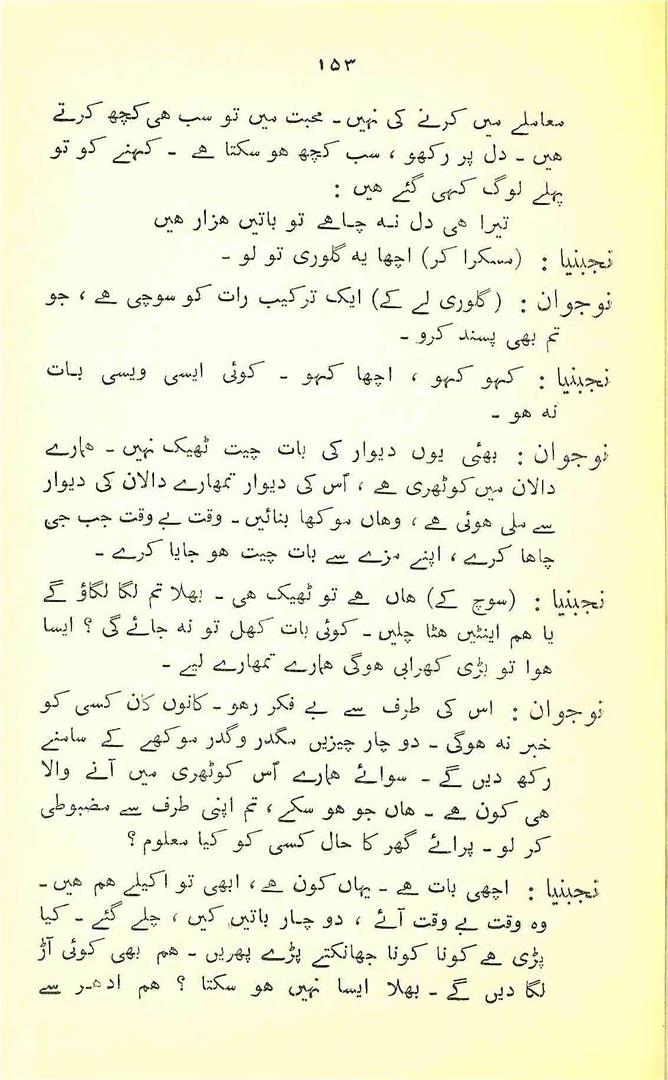 ۱۵۳
معاملے میں کرنے کی نہیں ۔ محبت میں تو سب ھی کچھ کرتے
ھیں ۔ دل پر رکھو ، سب کچھ ھو سکتا ھے ۔ کہنے کو تو
پہلے لوگ کہی گئے ھیں :
تیرا ھی دل نہ چاھے تو باتیں ھزار ھیں
نجبنیا : (مسکرا کر) اچھا یہ گلوری تو لو ۔
نوجوان : (گلوری لے کے) ایک ترکیب رات کو سوچی ھے ، جو
تم بھی پسند کرو ۔
نجبنیا : کہو کہو ، اچھا کہو ۔ کوئی ایسی ویسی بات
نہ ھو ۔
نوجوان : بھئی یوں دیوار کی بات چیت ٹھیک نہیں ۔ ھمارے
دالان میں کوٹھری ھے ، اُس کی دیوار تمھارے دالان کی دیوار
سے ملی ھوئی ھے ، وھاں موکھا بنائیں ۔ وقت بے وقت جب جی
چاھا کرے ، اپنے مزے سے بات چیت ھو جایا کرے ۔
نجبنیا : (سوچ کے) ھاں ھے تو ٹھیک ھی ۔ بھلا تم لگا لگاؤ گے
یا ھم اینٹیں ھٹا چلیں ۔ کوئی بات کھل تو نہ جائے گی ؟ ایسا
ھوا تو بڑی کھرابی ھوگی ھمارے تمھارے لیے ۔
نوجوان : اس کی طرف سے بے فکر رھو ۔ کانوں کان کسی کو
خبر نہ ھوگی ۔ دو چار چیزیں مگدر وگدر موکھے کے سامنے
رکھ دیں گے ۔ سوائے ھمارے اُس کوٹھری میں آنے والا
ھی کون ھے ۔ ھاں جو ھو سکے ، تم اپنی طرف سے مضبوطی
کر لو ۔ پرائے گھر کا حال کسی کو کیا معلوم ؟
نجبنیا : اچھی بات ھے ۔ یہاں کون ھے ، ابھی تو اکیلے ھم ھیں ۔
وہ وقت بے وقت آئے ، دو چار باتیں کیں ، چلے گئے ۔ کیا
پڑی ھے کونا کونا جھانکتے پڑے پھریں ۔ ھم بھی کوئی آڑ
لگا دیں گے ۔ بھلا ایسا نہیں ھو سکتا ؟ ھم ادھر سے